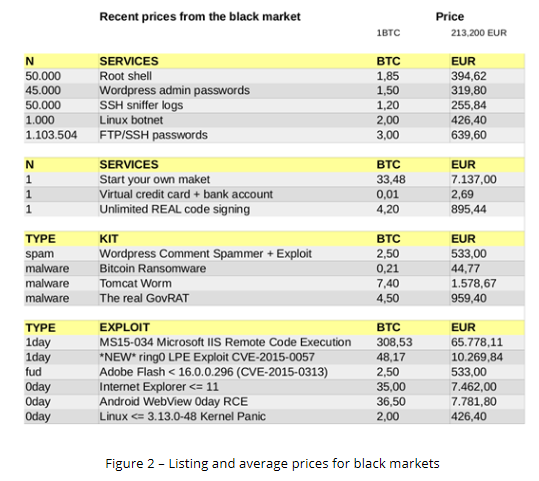 Recent prices from the black market Price
1BTC 213,200 EUR
N SERVICES BTC EUR
50.000 Root shell 1,85 394,62
45.000 Wordpress admin passwords 1,50 319,80
50.000 SSH sniffer logs 1,20 255,84
1.000 Linux botnet 2,00 426,40
1.103.504 FTP/SSH passwords 3,00 639,60
N SERVICES BTC EUR
1 Start your own maket 33,48 7.137,00
1 Virtual credit card + bank account 0,01 2,69
1 Unlimited REAL code signing 4,20 895,44
TYPE KIT BTC EUR
spam Wordpress Comment Spammer + Exploit 2,50 533,00
malware Bitcoin Ransomware 0,21 44,77
malware Tomcat Worm 7,40 1.578,67
malware The real GovRAT 4,50 959,40
TYPE EXPLOIT BTC EUR
1day MS15-034 Microsoft IIS Remote Code Execution 308,53 65.778,11
1day *NEW* ring0 LPE Exploit CVE-2015-0057 48,17 10.269,84
fud Adobe Flash < 16.0.0.296 (CVE-2015-0313) 2,50 533,00
0day Internet Explorer <= 11 35,00 7.462,00
0day Android WebView 0day RCE 36,50 7.781,80
0day Linux <= 3.13.0-48 Kernel Panic 2,00 426,40
Figure 2 – Listing and average prices for black markets